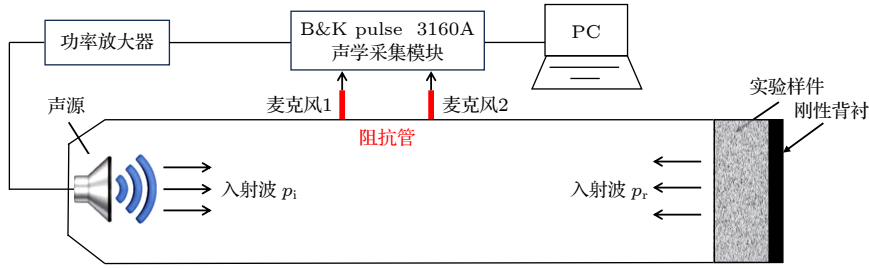 功率放大器
B&K pulse 3160A
声学采集模块
PC
声源
麦克风1
麦克风2
阻抗管
实验样件
刚性背衬
入射波 pi
入射波 pr